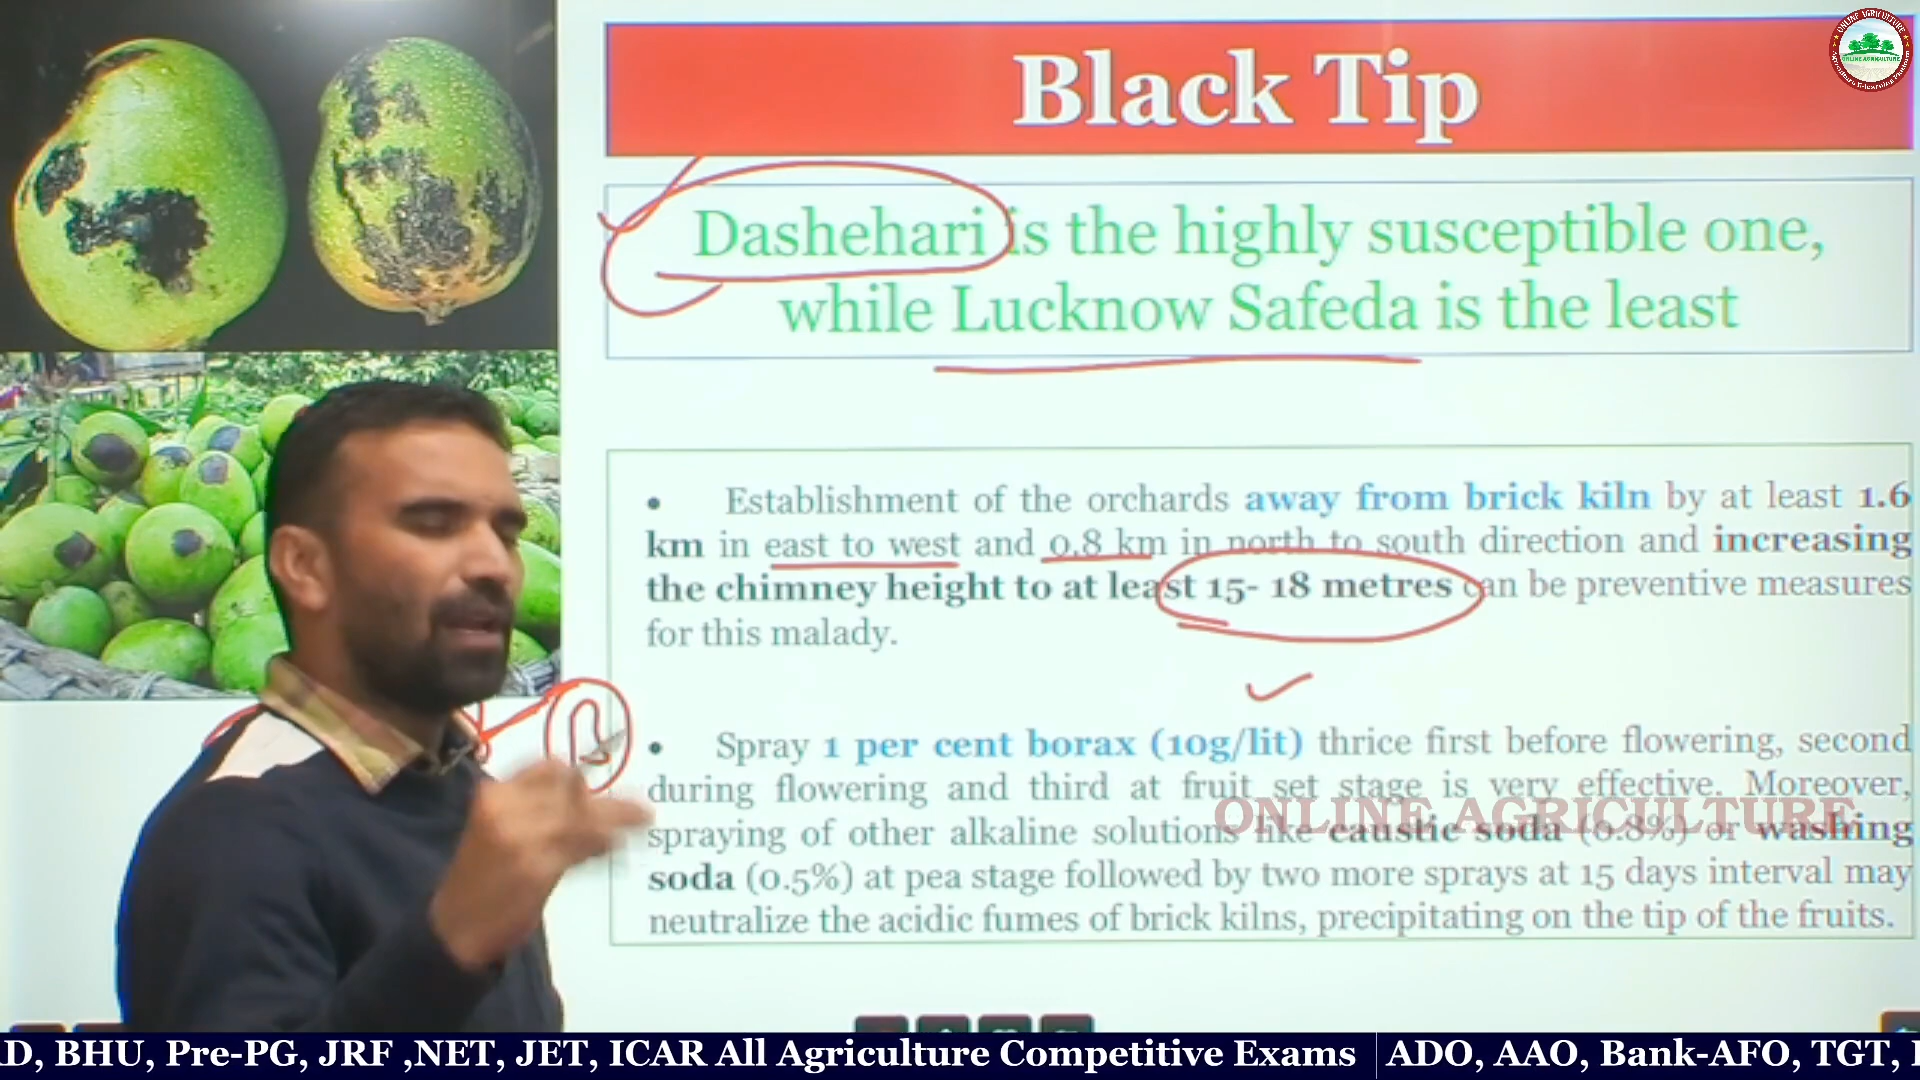 Black Tip
ONLINE AGRICULTURE
Dashehari is the highly susceptible one,
while Lucknow Safeda is the least
• Establishment of the orchards away from brick kiln by at least 1.6
km in east to west and 0.8 km in north to south direction and increasing
the chimney height to at least 15- 18 metres can be preventive measures
for this malady.
B
• Spray 1 per cent borax (10g/lit) thrice first before flowering, second
during flowering and third at fruit set stage is very effective. Moreover,
ONLINE AGRICULTURE
spraying of other alkaline solutions like caustic soda (0.8%) or washing
soda (0.5%) at pea stage followed by two more sprays at 15 days interval may
neutralize the acidic fumes of brick kilns, precipitating on the tip of the fruits.
D, BHU, Pre-PG, JRF ,NET, JET, ICAR All Agriculture Competitive Exams ADO, AAO, Bank-AFO, TGT,